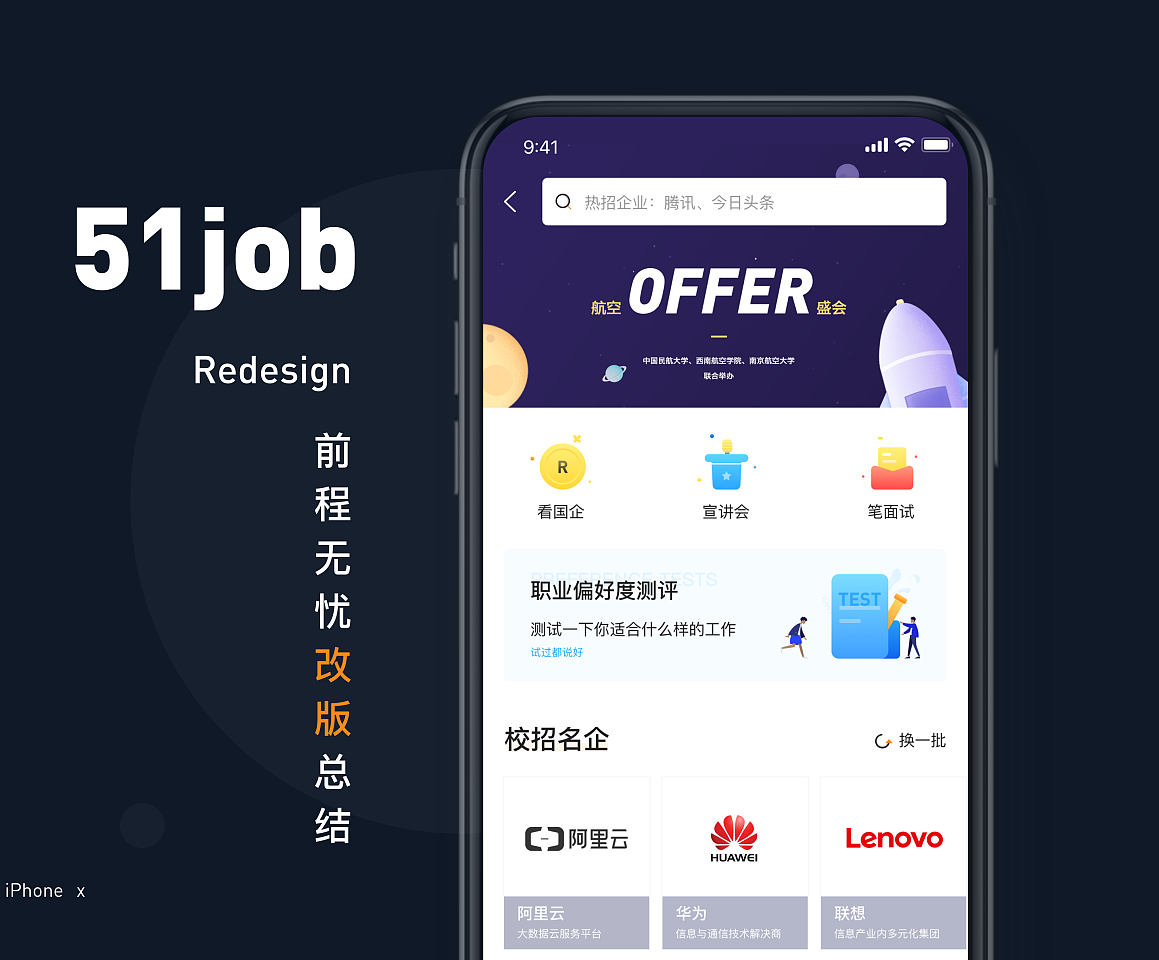 51job
Redesign
前程无忧改版总结
iPhone x
9:41
热招企业：腾讯、今日头条
航空 OFFER 盛会
中国民航大学、西南航空学院、南京航空大学
联合举办
R
看国企
宣讲会
笔面试
PREFERENCE TESTS
职业偏好度测评
测试一下你适合什么样的工作
试过都说好
TEST
校招名企
换一批
阿里云
HUAWEI
Lenovo
阿里云
大数据云服务平台
华为
信息与通信技术解决商
联想
信息产业内多元化集团